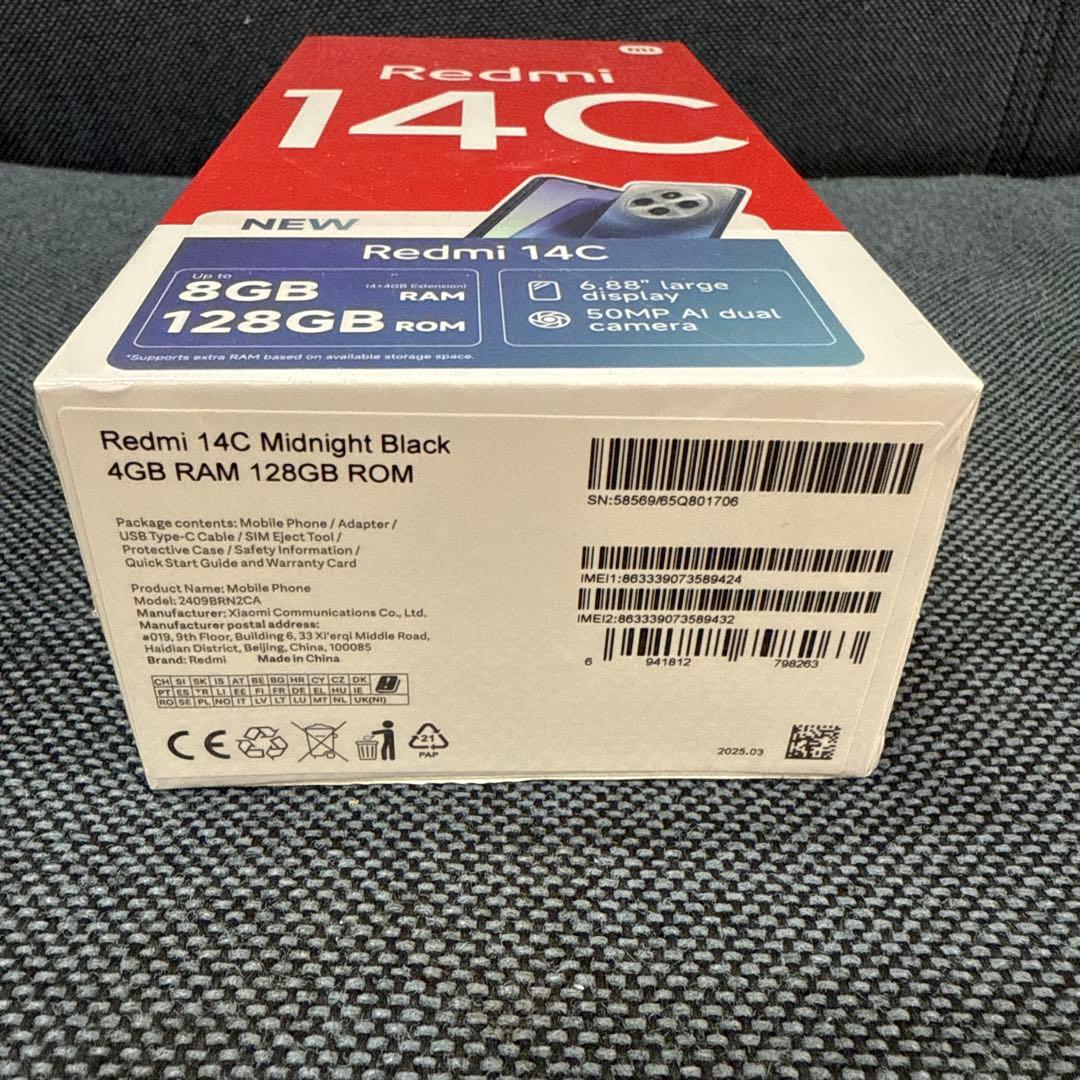 mi
Redmi
14C
NEW
Redmi 14C
Up to
8GB (4+4GB Extension) RAM
128GB ROM
6.88" large
display
50MP AI dual
camera
*Supports extra RAM based on available storage space.
Redmi 14C Midnight Black
4GB RAM 128GB ROM
Package contents: Mobile Phone / Adapter /
USB Type-C Cable / SIM Eject Tool /
Protective Case / Safety Information /
Quick Start Guide and Warranty Card
Product Name: Mobile Phone
Model: 2409BRN2CA
Manufacturer: Xiaomi Communications Co., Ltd.
Manufacturer postal address:
#019, 9th Floor, Building 6, 33 Xi'erqi Middle Road,
Haidian District, Beijing, China, 100085
Brand: Redmi Made in China
CH SI SK IS AT BE BG HR CY CZ DK
PT ES TR LI EE FI FR DE EL HU IE
RO SE PL NO IT LV LT LU MT NL UK(NI)
CE
21
PAP
SN:58569/65Q801706
IMEI1:863339073589424
IMEI2:863339073589432
6 941812 798263
2025.03